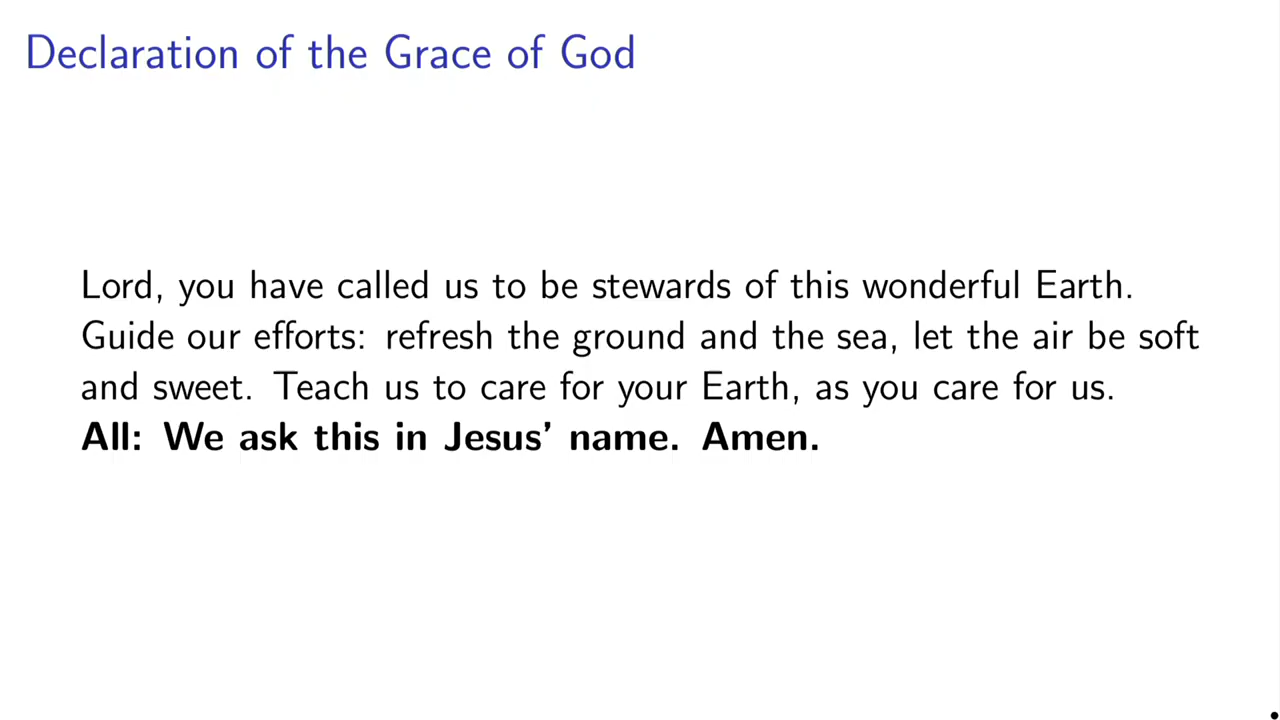 Declaration of the Grace of God
Lord, you have called us to be stewards of this wonderful Earth.
Guide our efforts: refresh the ground and the sea, let the air be soft
and sweet. Teach us to care for your Earth, as you care for us.
All: We ask this in Jesus’ name. Amen.